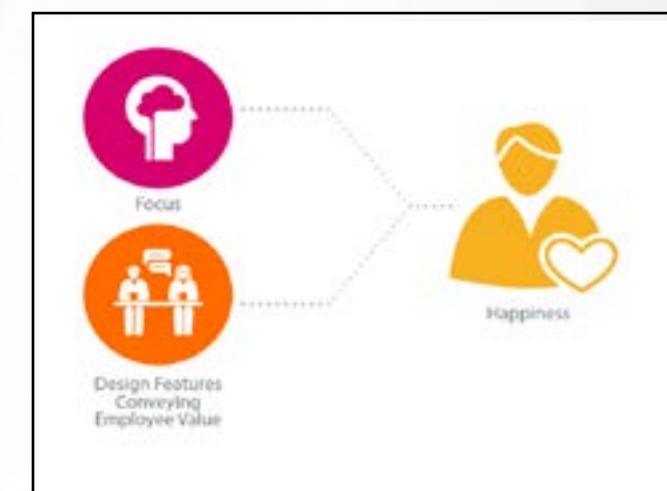 Focus
Design Features
Conveying
Employee Value
Happiness